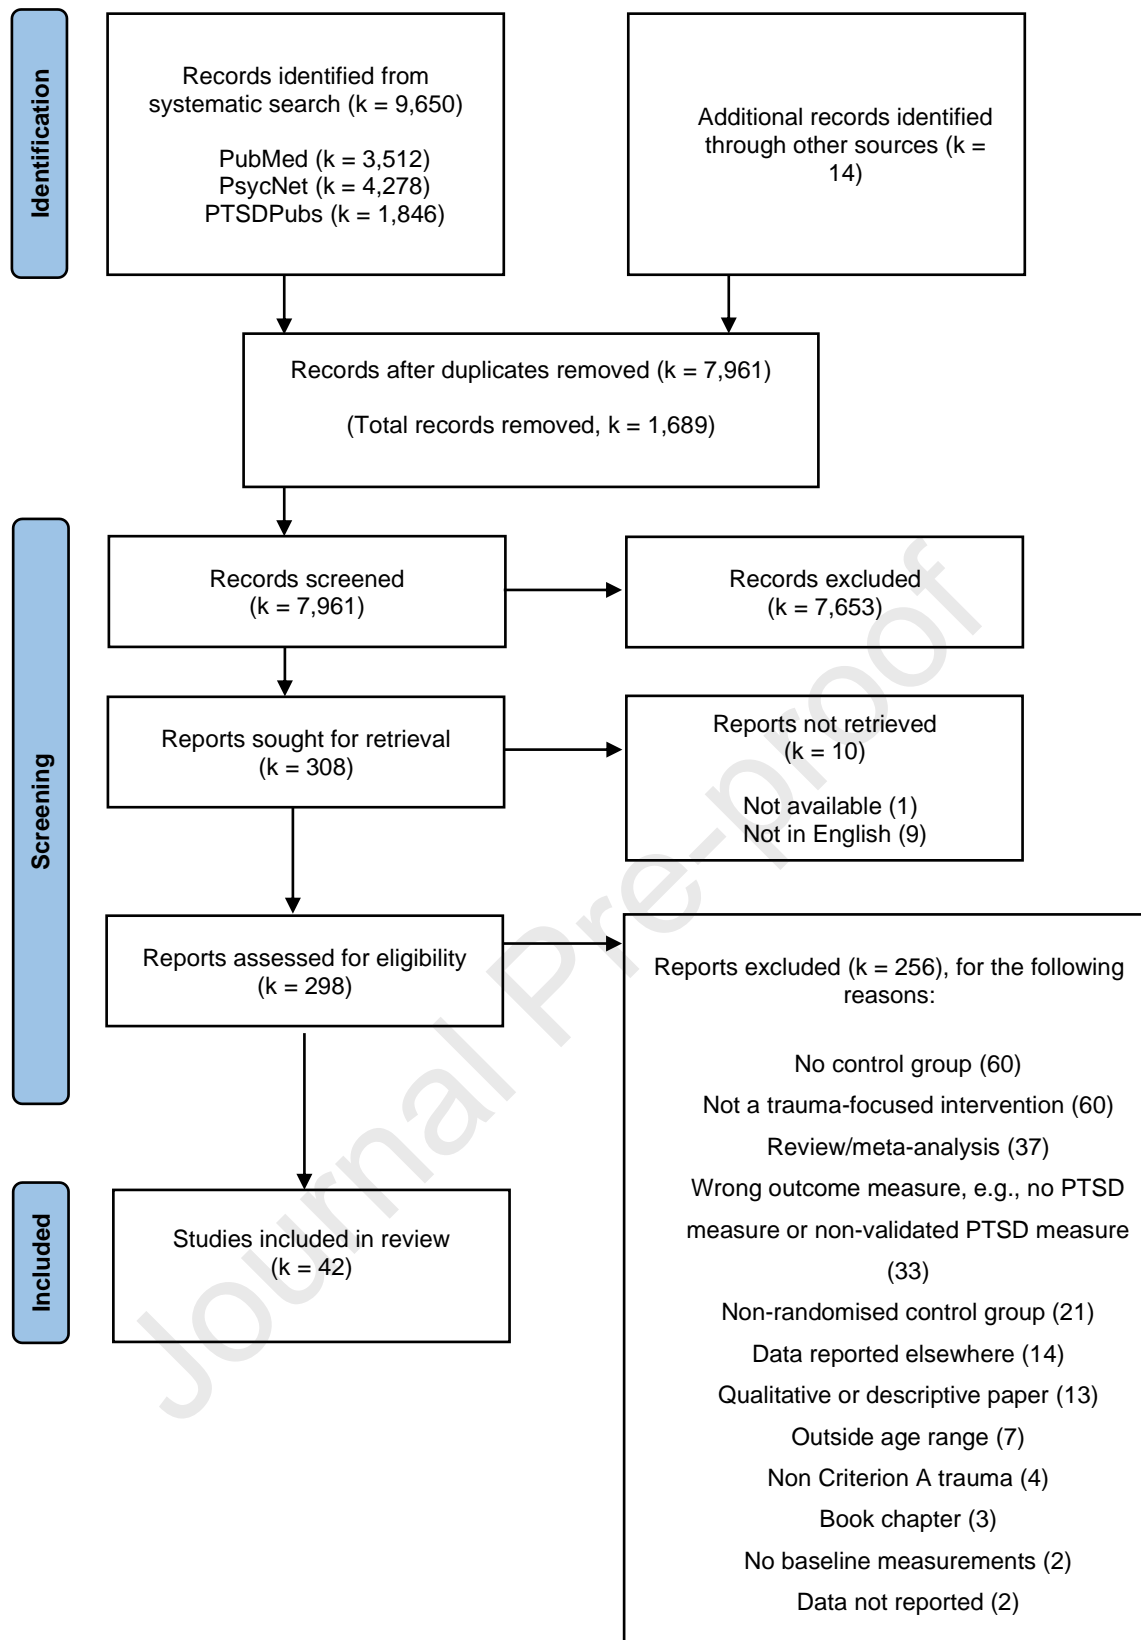 Identification
Records identified from
systematic search (k = 9,650)
PubMed (k = 3,512)
PsycNet (k = 4,278)
PTSDPubs (k = 1,846)
Additional records identified
through other sources (k =
14)
Records after duplicates removed (k = 7,961)
(Total records removed, k = 1,689)
Screening
Records screened
(k = 7,961)
Records excluded
(k = 7,653)
Reports sought for retrieval
(k = 308)
Reports not retrieved
(k = 10)
Not available (1)
Not in English (9)
Reports assessed for eligibility
(k = 298)
Reports excluded (k = 256), for the following
reasons:
No control group (60)
Not a trauma-focused intervention (60)
Review/meta-analysis (37)
Wrong outcome measure, e.g., no PTSD
measure or non-validated PTSD measure
(33)
Non-randomised control group (21)
Data reported elsewhere (14)
Qualitative or descriptive paper (13)
Outside age range (7)
Non Criterion A trauma (4)
Book chapter (3)
No baseline measurements (2)
Data not reported (2)
Included
Studies included in review
(k = 42)
Journal Pre-proof